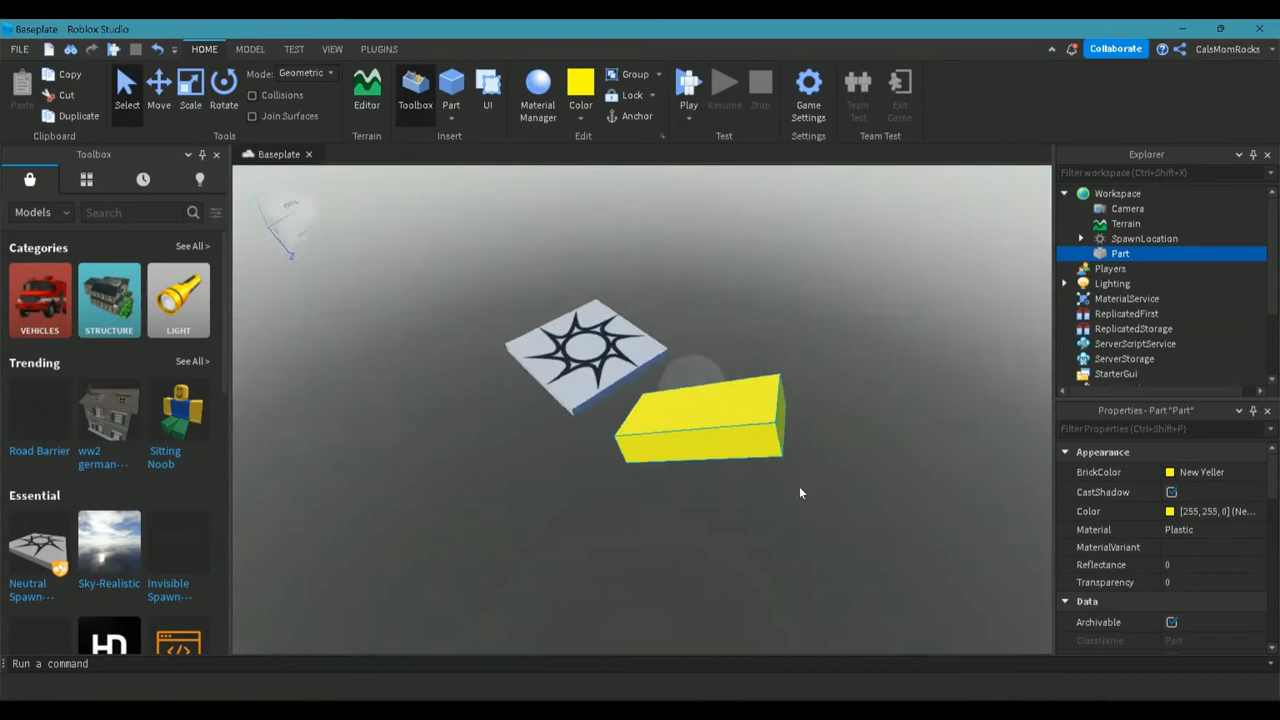 Baseplate Roblox Studio
FILE HOME MODEL TEST VIEW PLUGINS Collaborate CalsMomRocks
Paste Copy Cut Duplicate
Select Move Scale Rotate
Mode: Geometric
Collisions
Join Surfaces
Editor
Toolbox Part UI
Material Manager Color
Group
Lock
Anchor
Play Resume Stop
Game Settings
Team Test Exit Game
Clipboard Tools Terrain Insert Edit Test Settings Team Test
Toolbox
Models Search
Categories See All >
VEHICLES STRUCTURE LIGHT
Trending See All >
Road Barrier
ww2 german-···
Sitting Noob
Essential
Neutral Spawn-···
Sky-Realistic
Invisible Spawn-···
HD
Baseplate
Z
Explorer
Filter workspace (Ctrl+Shift+X)
Workspace
Camera
Terrain
SpawnLocation
Part
Players
Lighting
MaterialService
ReplicatedFirst
ReplicatedStorage
ServerScriptService
ServerStorage
StarterGui
Properties - Part "Part"
Filter Properties (Ctrl+Shift+P)
Appearance
BrickColor New Yeller
CastShadow
Color [255, 255, 0] (Ne...
Material Plastic
MaterialVariant
Reflectance 0
Transparency 0
Data
Archivable
ClassName Part
Run a command